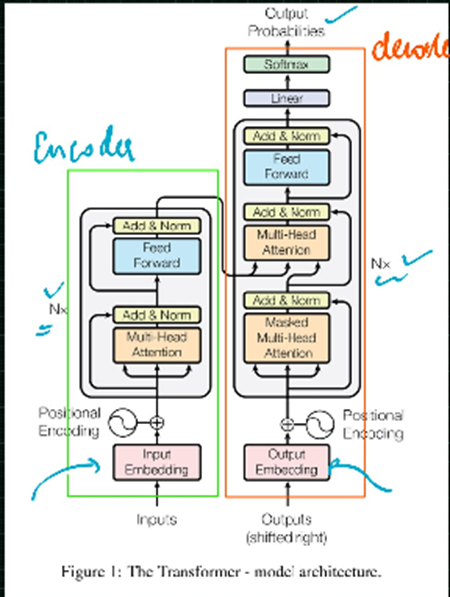 Output
Probabilities
decode
Softmax
Linear
Add & Norm
Feed
Forward
Add & Norm
Multi-Head
Attention
Nx
Add & Norm
Masked
Multi-Head
Attention
Positional
Encoding
Output
Embedding
Outputs
(shifted right)
Encoder
Add & Norm
Feed
Forward
Nx
Add & Norm
Multi-Head
Attention
Positional
Encoding
Input
Embedding
Inputs
Figure 1: The Transformer - model architecture.